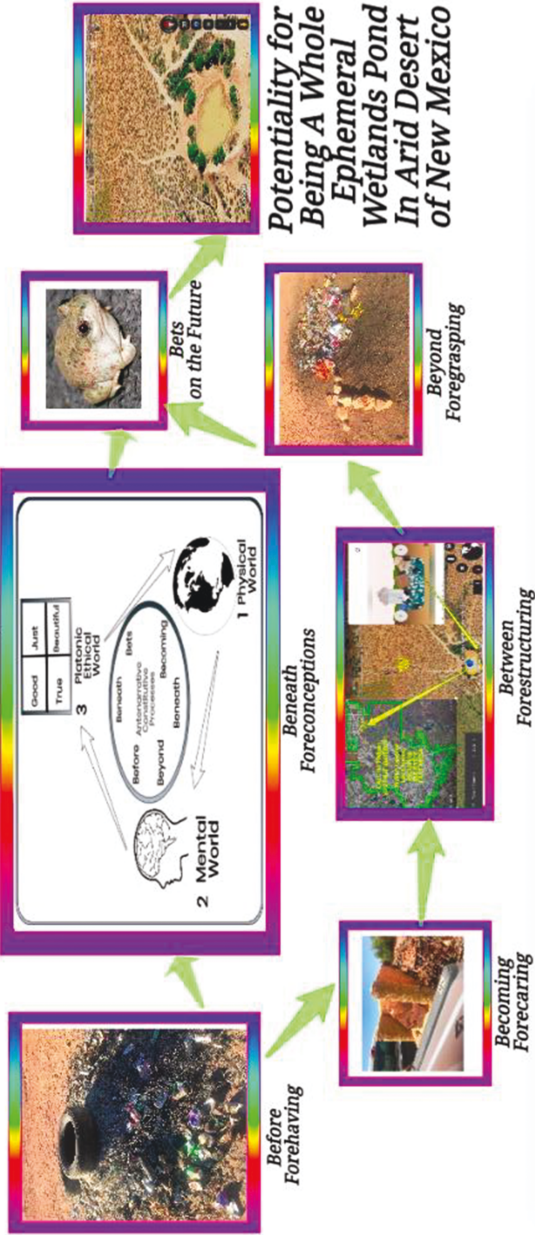 Before
Forehaving
Good Just
True Beautiful
3 Platonic
Ethical
World
Beneath
Before
Bets
Antenarrative
Constitutive
Processes
Beyond
Becoming
Beneath
2 Mental
World
1 Physical
World
Beneath
Foreconceptions
Becoming
Forecaring
Between
Forestructuring
Beyond
Foregrasping
Bets
on the Future
Potentiality for
Being A Whole
Ephemeral
Wetlands Pond
In Arid Desert
of New Mexico